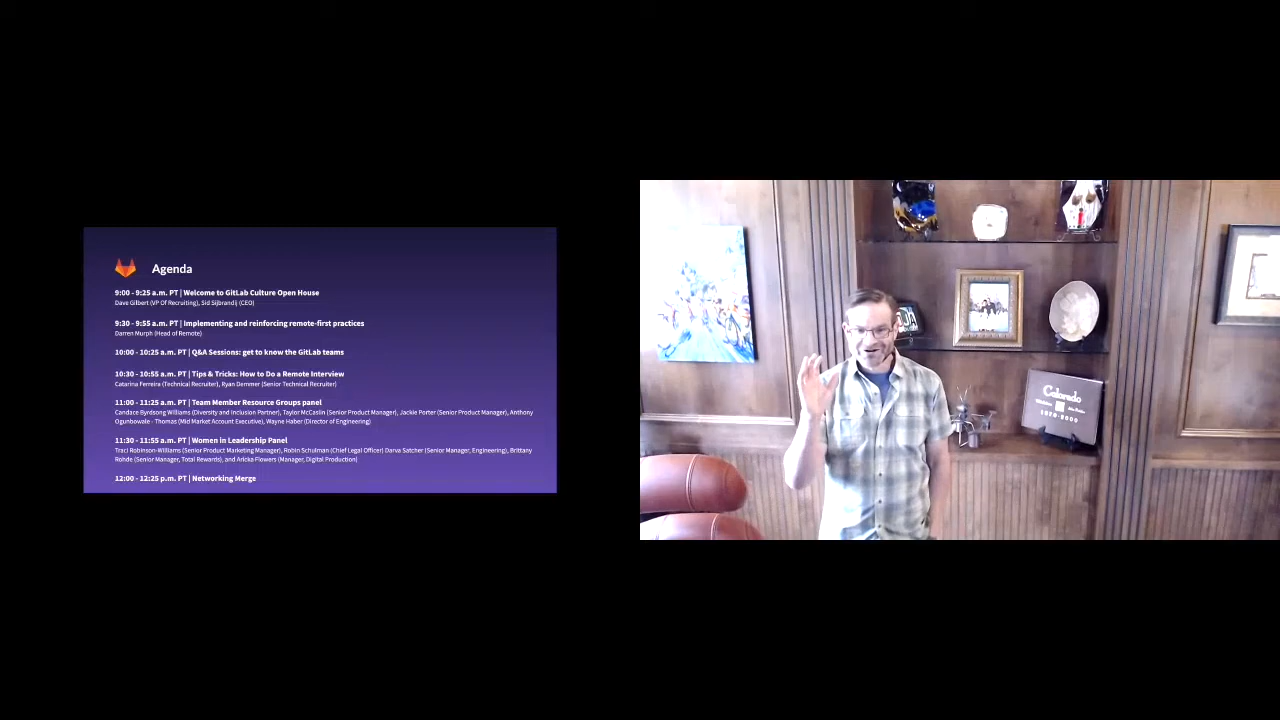 Agenda
9:00 - 9:25 a.m. PT | Welcome to GitLab Culture Open House
Dave Gilbert (VP Of Recruiting), Sid Sijbrandij (CEO)
9:30 - 9:55 a.m. PT | Implementing and reinforcing remote-first practices
Darren Murph (Head of Remote)
10:00 - 10:25 a.m. PT | Q&A Sessions: get to know the GitLab teams
10:30 - 10:55 a.m. PT | Tips & Tricks: How to Do a Remote Interview
Catarina Ferreira (Technical Recruiter), Ryan Demmer (Senior Technical Recruiter)
11:00 - 11:25 a.m. PT | Team Member Resource Groups panel
Candace Byrdsong Williams (Diversity and Inclusion Partner), Taylor McCaslin (Senior Product Manager), Jackie Porter (Senior Product Manager), Anthony
Ogunbowale - Thomas (Mid Market Account Executive), Wayne Haber (Director of Engineering)
11:30 - 11:55 a.m. PT | Women in Leadership Panel
Traci Robinson-Williams (Senior Product Marketing Manager), Robin Schulman (Chief Legal Officer) Darva Satcher (Senior Manager, Engineering), Brittany
Rohde (Senior Manager, Total Rewards), and Aricka Flowers (Manager, Digital Production)
12:00 - 12:25 p.m. PT | Networking Merge
Colorado
1870-2000